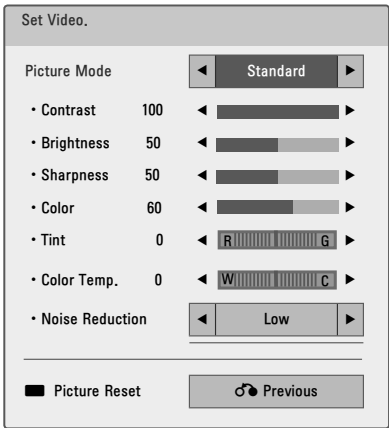 Set Video.
Picture Mode ◄ Standard ►
• Contrast 100 ◄ ►
• Brightness 50 ◄ ►
• Sharpness 50 ◄ ►
• Color 60 ◄ ►
• Tint 0 ◄ R G ►
• Color Temp. 0 ◄ W C ►
• Noise Reduction ◄ Low ►
Picture Reset Previous